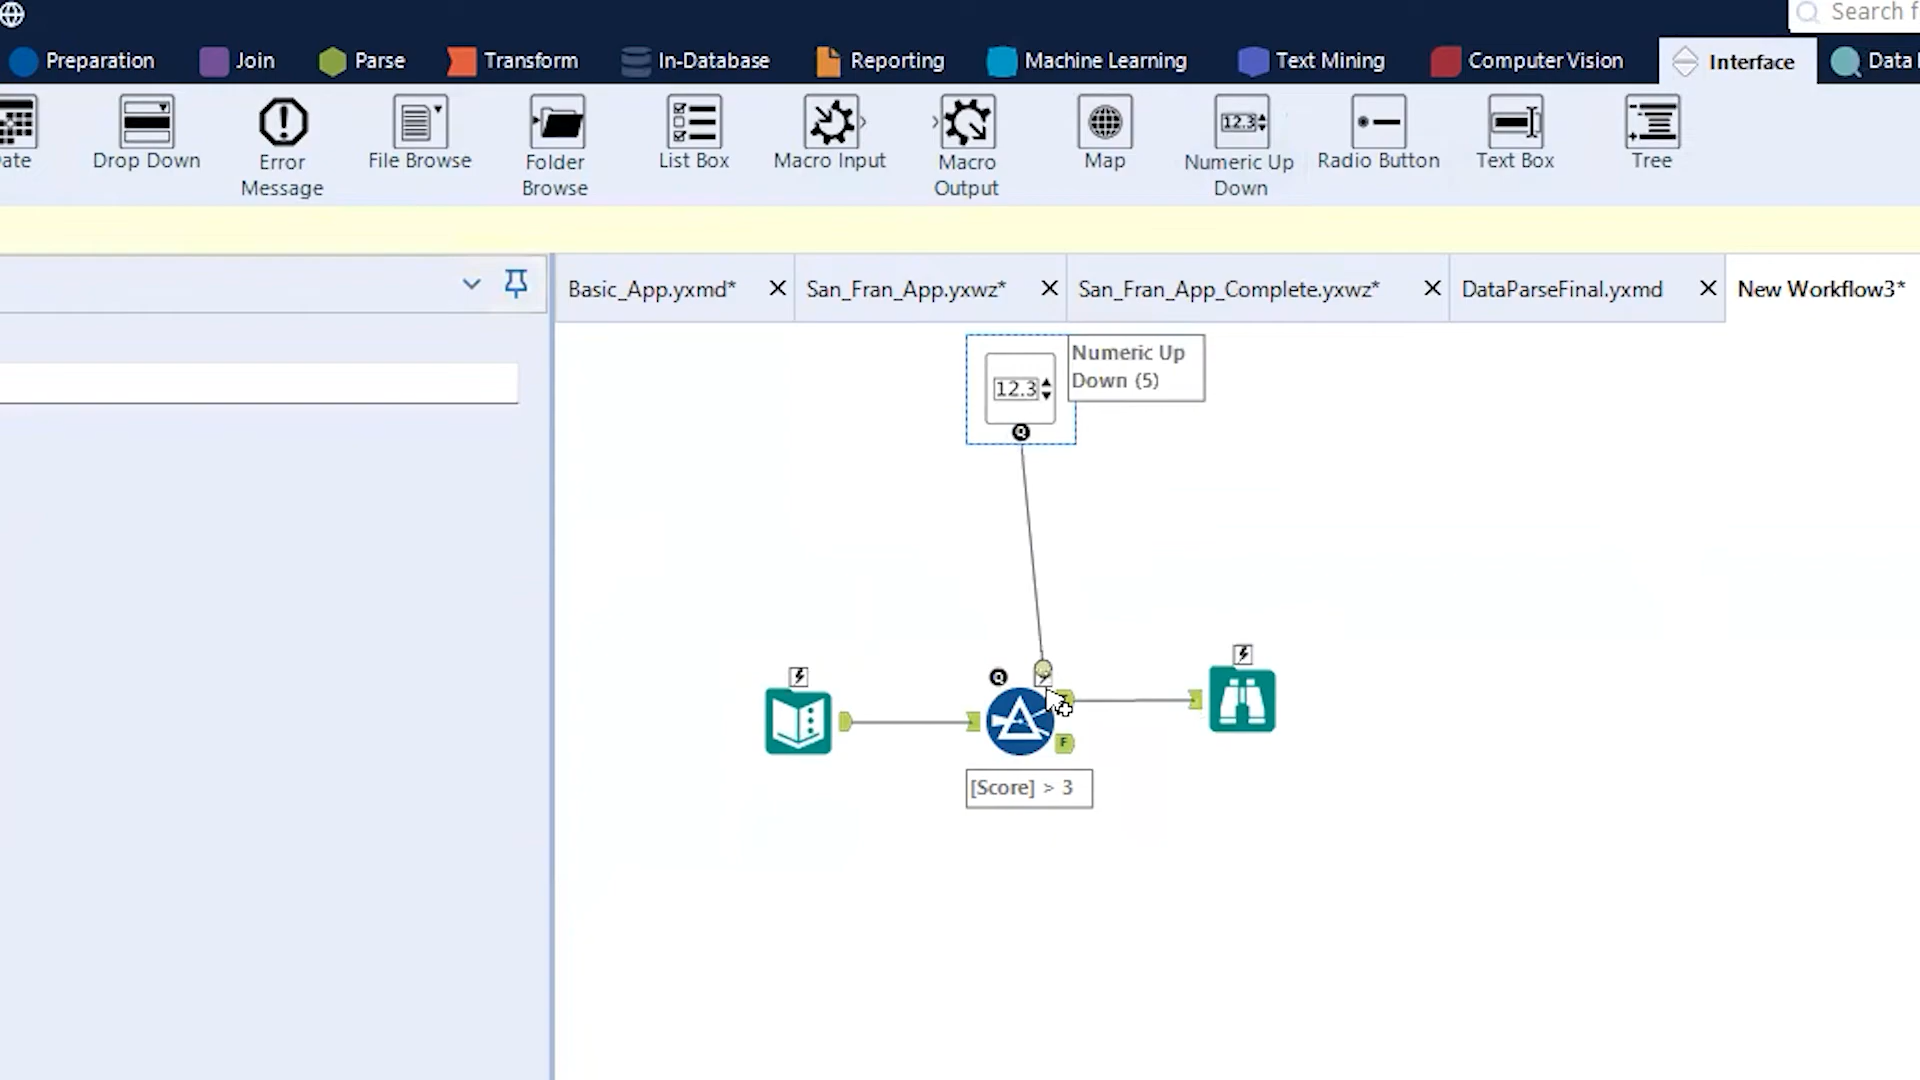 Search f
Preparation
Join
Parse
Transform
In-Database
Reporting
Machine Learning
Text Mining
Computer Vision
Interface
Data
ate
Drop Down
Error
Message
File Browse
Folder
Browse
List Box
Macro Input
Macro
Output
Map
12.3
Numeric Up
Down
Radio Button
Text Box
Tree
Basic_App.yxmd*
San_Fran_App.yxwz*
San_Fran_App_Complete.yxwz*
DataParseFinal.yxmd
New Workflow3*
12.3
Numeric Up
Down (5)
Q
Q
F
[Score] > 3